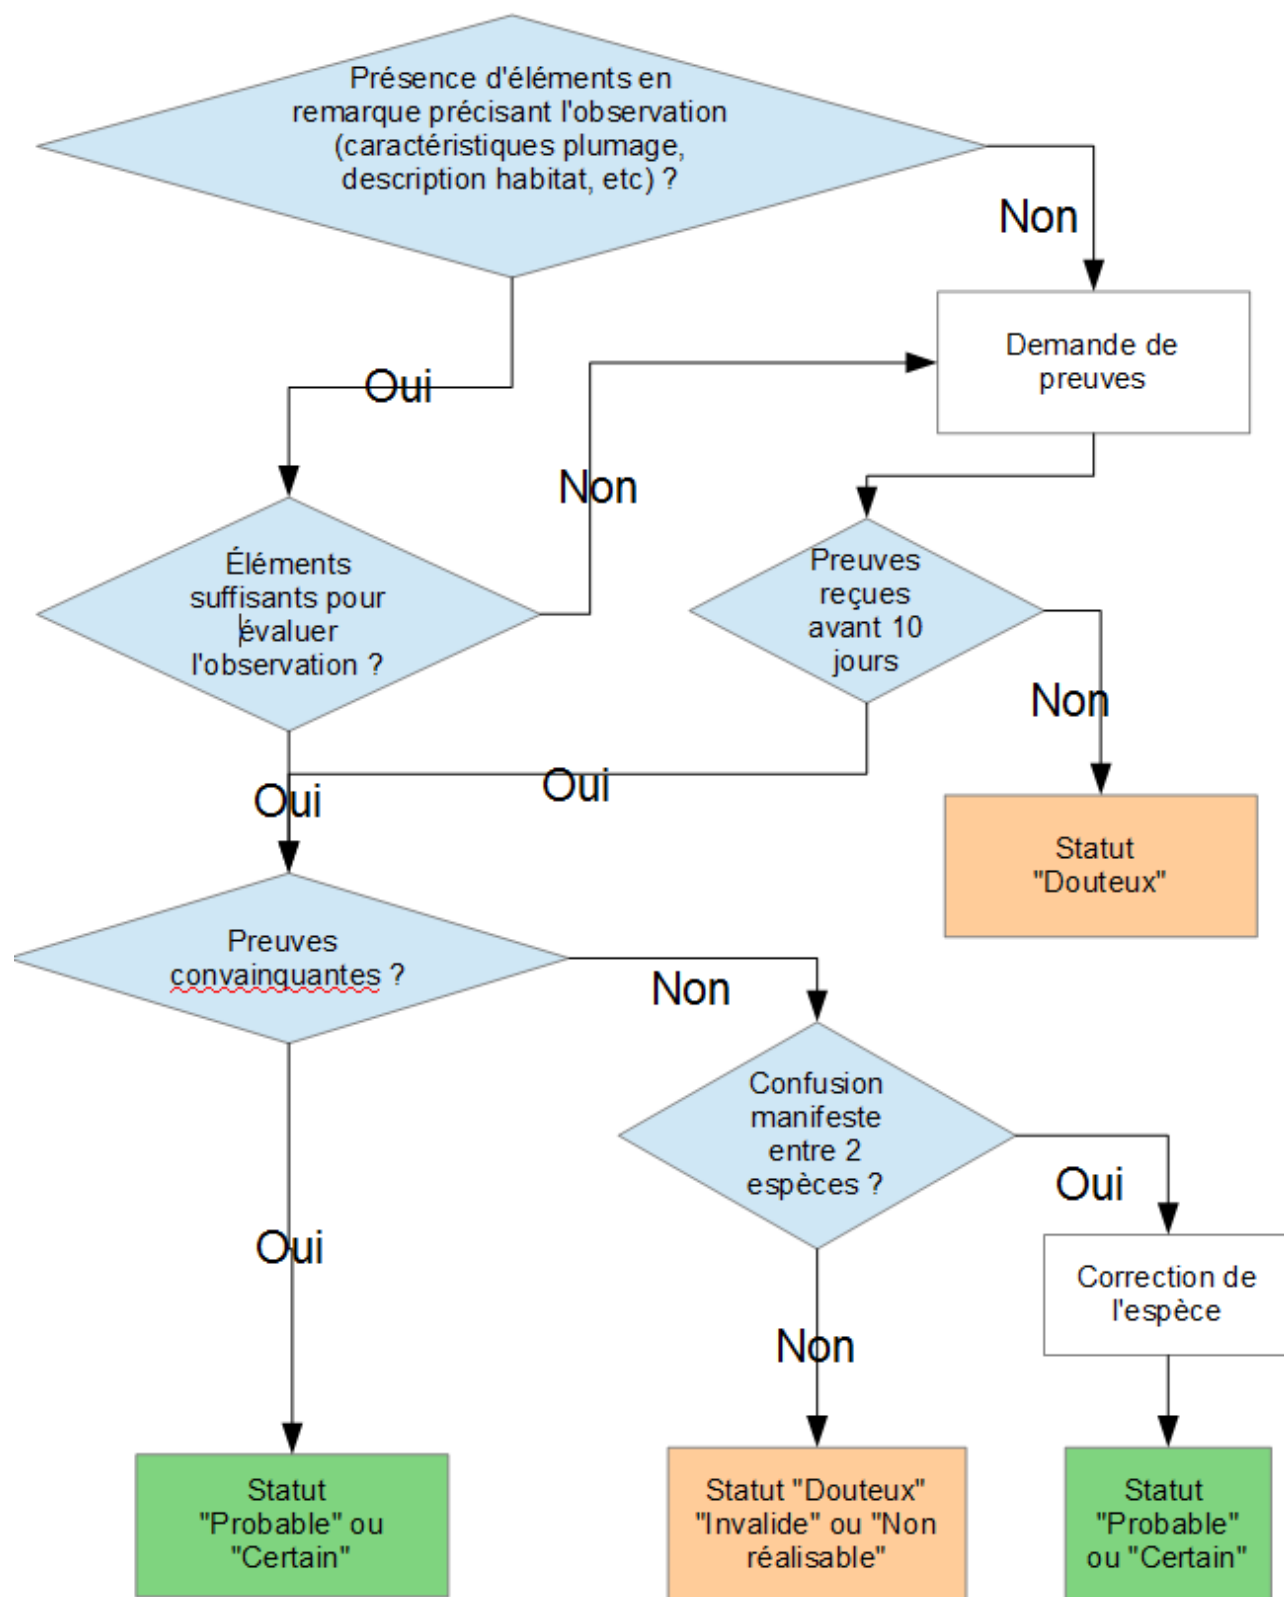 Présence d'éléments en
remarque précisant l'observation
(caractéristiques plumage,
description habitat, etc) ?
Non
Oui
Demande de
preuves
Non
Éléments
suffisants pour
évaluer
l'observation ?
Preuves
reçues
avant 10
jours
Non
Oui
Oui
Statut
"Douteux"
Preuves
convainquantes ?
Non
Confusion
manifeste
entre 2
espèces ?
Oui
Oui
Correction de
l'espèce
Non
Statut
"Probable" ou
"Certain"
Statut "Douteux"
"Invalide" ou "Non
réalisable"
Statut
"Probable"
ou "Certain"